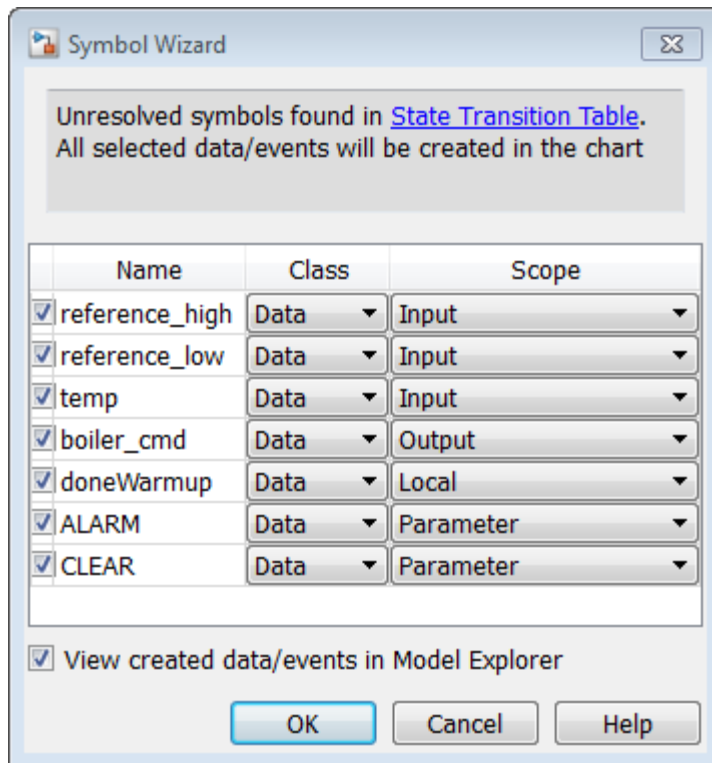 Symbol Wizard
Unresolved symbols found in State Transition Table.
All selected data/events will be created in the chart
Name Class Scope
reference_high Data Input
reference_low Data Input
temp Data Input
boiler_cmd Data Output
doneWarmup Data Local
ALARM Data Parameter
CLEAR Data Parameter
View created data/events in Model Explorer
OK Cancel Help